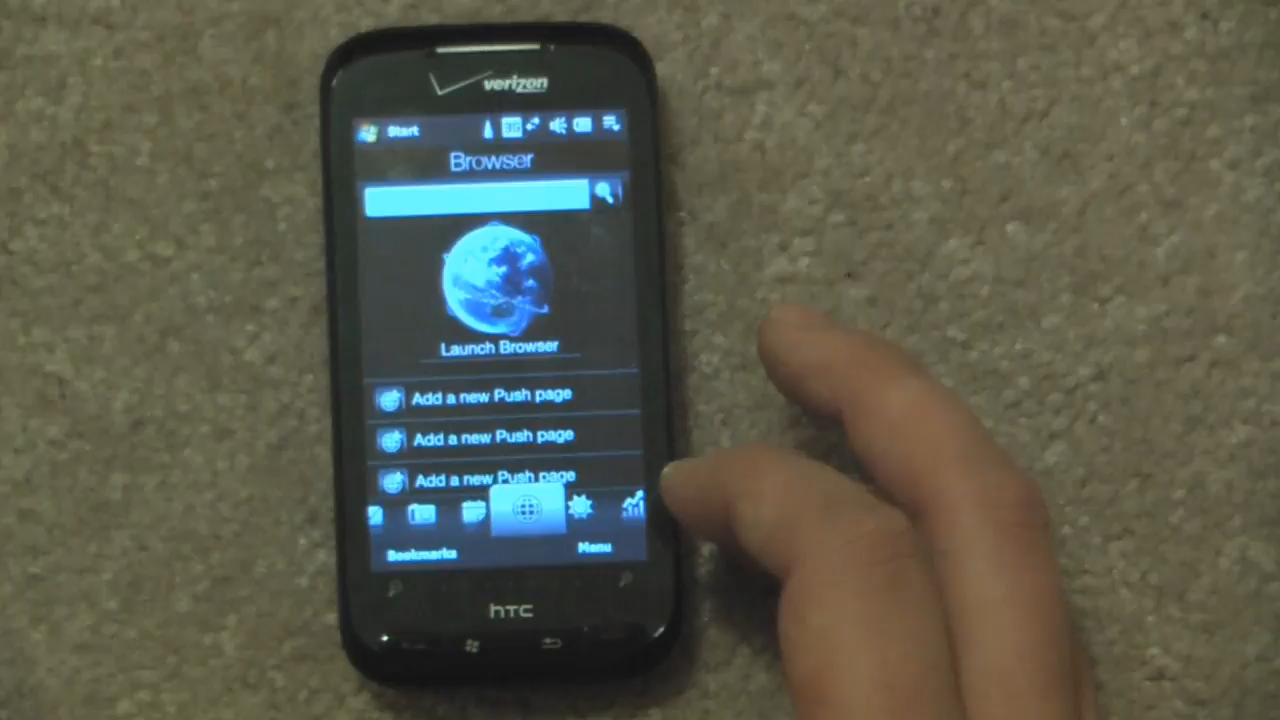 verizon
Start
3G
Browser
Launch Browser
Add a new Push page
Add a new Push page
Add a new Push page
Bookmarks
Menu
hTC